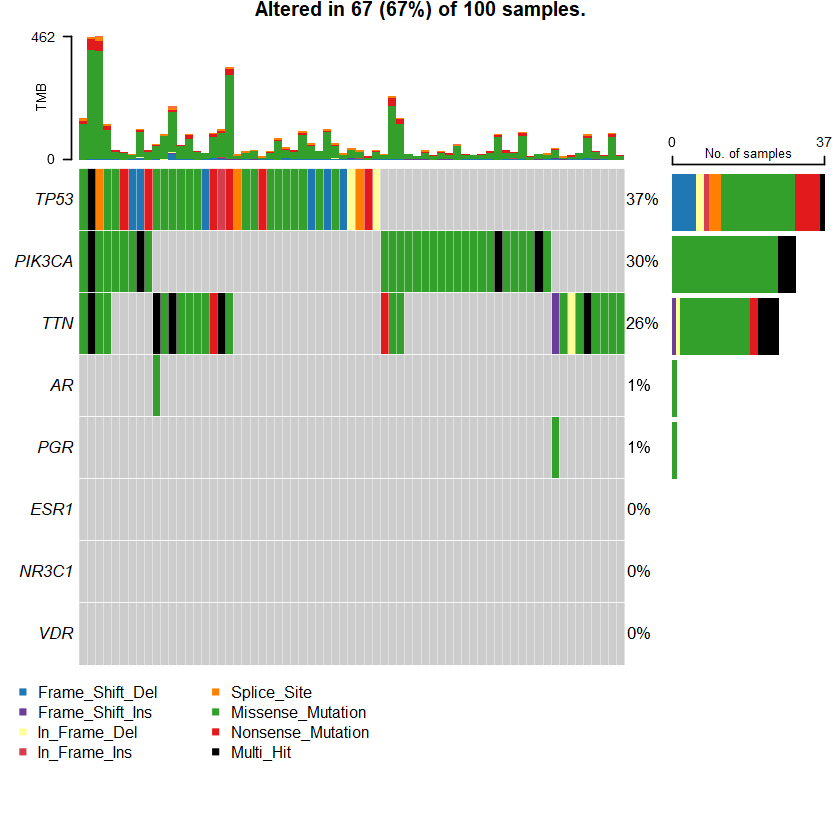 Altered in 67 (67%) of 100 samples.
462
TMB
0
0 37
No. of samples
TP53 37%
PIK3CA 30%
TTN 26%
AR 1%
PGR 1%
ESR1 0%
NR3C1 0%
VDR 0%
Frame_Shift_Del Splice_Site
Frame_Shift_Ins Missense_Mutation
In_Frame_Del Nonsense_Mutation
In_Frame_Ins Multi_Hit